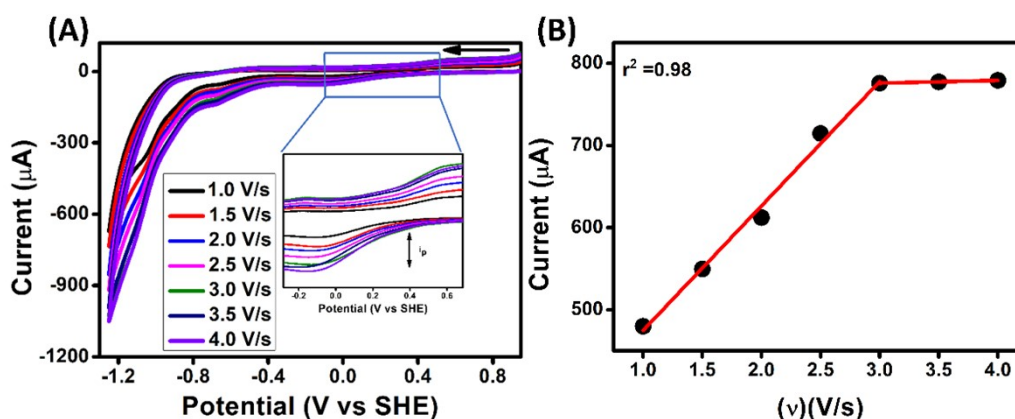 (A)
0
-300
-600
-900
-1200
Current (μA)
-1.2 -0.8 -0.4 0.0 0.4 0.8
Potential (V vs SHE)
1.0 V/s
1.5 V/s
2.0 V/s
2.5 V/s
3.0 V/s
3.5 V/s
4.0 V/s
ip
-0.2 0.0 0.2 0.4 0.6
Potential (V vs SHE)
(B)
r² =0.98
800
700
600
500
Current (μA)
1.0 1.5 2.0 2.5 3.0 3.5 4.0
(ν)(V/s)